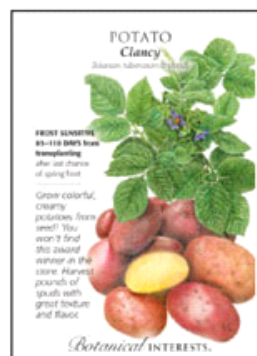 POTATO
Clancy
Solanum tuberosum
FROST SENSITIVE
85–110 DAYS from
transplanting
after last chance
of spring frost
Grow colorful,
creamy
potatoes from
seed! You
won't find
this award
winner in the
store. Harvest
pounds of
spuds with
great texture
and flavor.
Botanical INTERESTS.